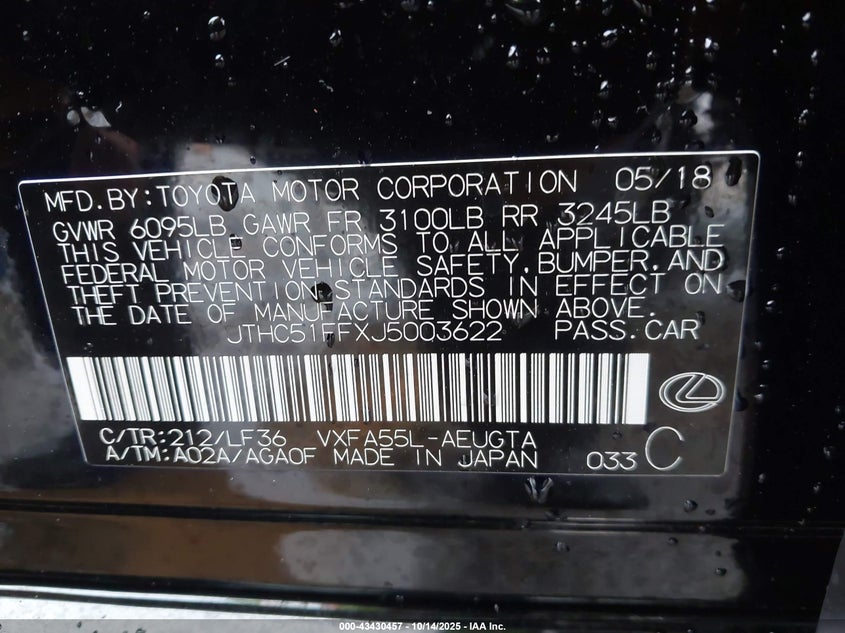 MFD.BY:TOYOTA MOTOR CORPORATION 05/18
GVWR 6095LB GAWR FR 3100LB RR 3245LB
THIS VEHICLE CONFORMS TO ALL APPLICABLE
FEDERAL MOTOR VEHICLE SAFETY,BUMPER,AND
THEFT PREVENTION STANDARDS IN EFFECT ON
THE DATE OF MANUFACTURE SHOWN ABOVE.
JTHC51FFXJ5003622 PASS.CAR
C/TR:212/LF36 VXFA55L-AEUGTA
A/TM:A02A/AGA0F MADE IN JAPAN 033 C
000-43430457 - 10/14/2025 - IAA Inc.